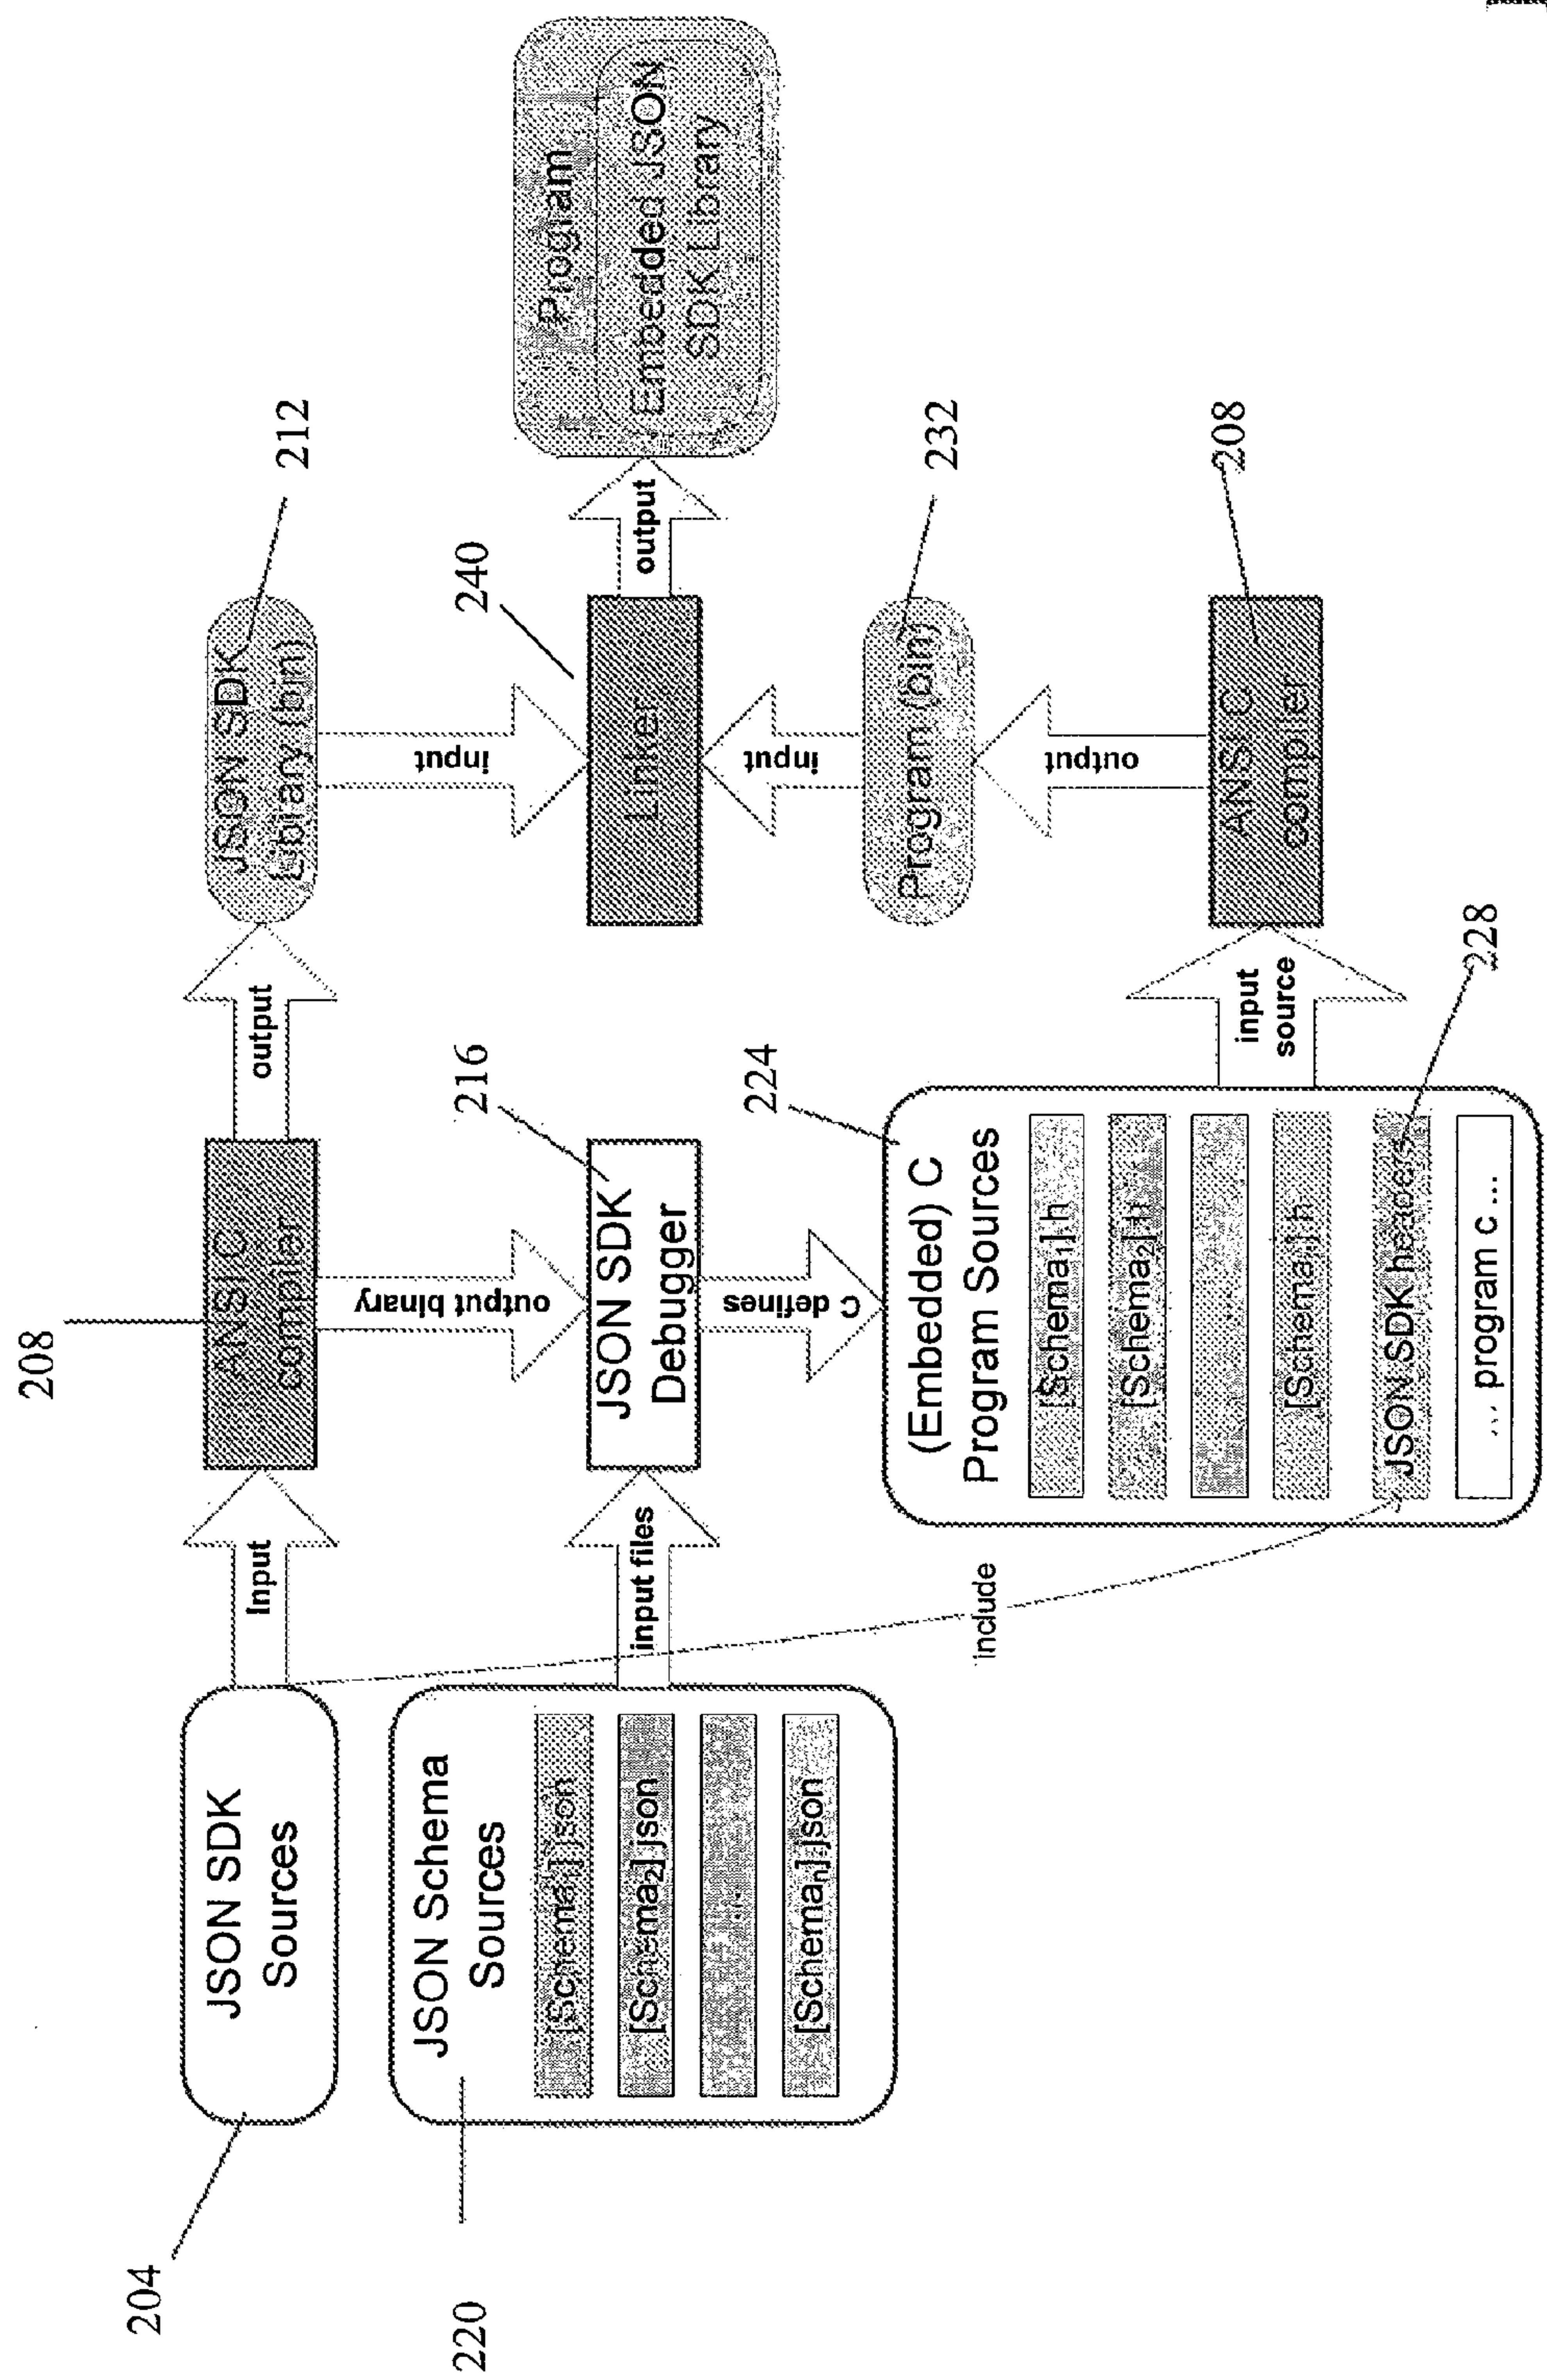 208
204
JSON SDK
Sources
Input
ANSI C
compiler
output
JSON SDK
Library (bin)
212
220
JSON Schema
Sources
[Schema1].json
[Schema2].json
...
[Scheman].json
input files
output binary
216
JSON SDK
Debugger
C defines
input
240
Linker
output
Program
Embedded JSON
SDK Library
input
Program (bin)
232
output
include
224
(Embedded) C
Program Sources
[Schema1].h
[Schema2].h
[Schema].h
JSON SDK headers
228
... program c ...
input
source
ANSI C
compiler
208